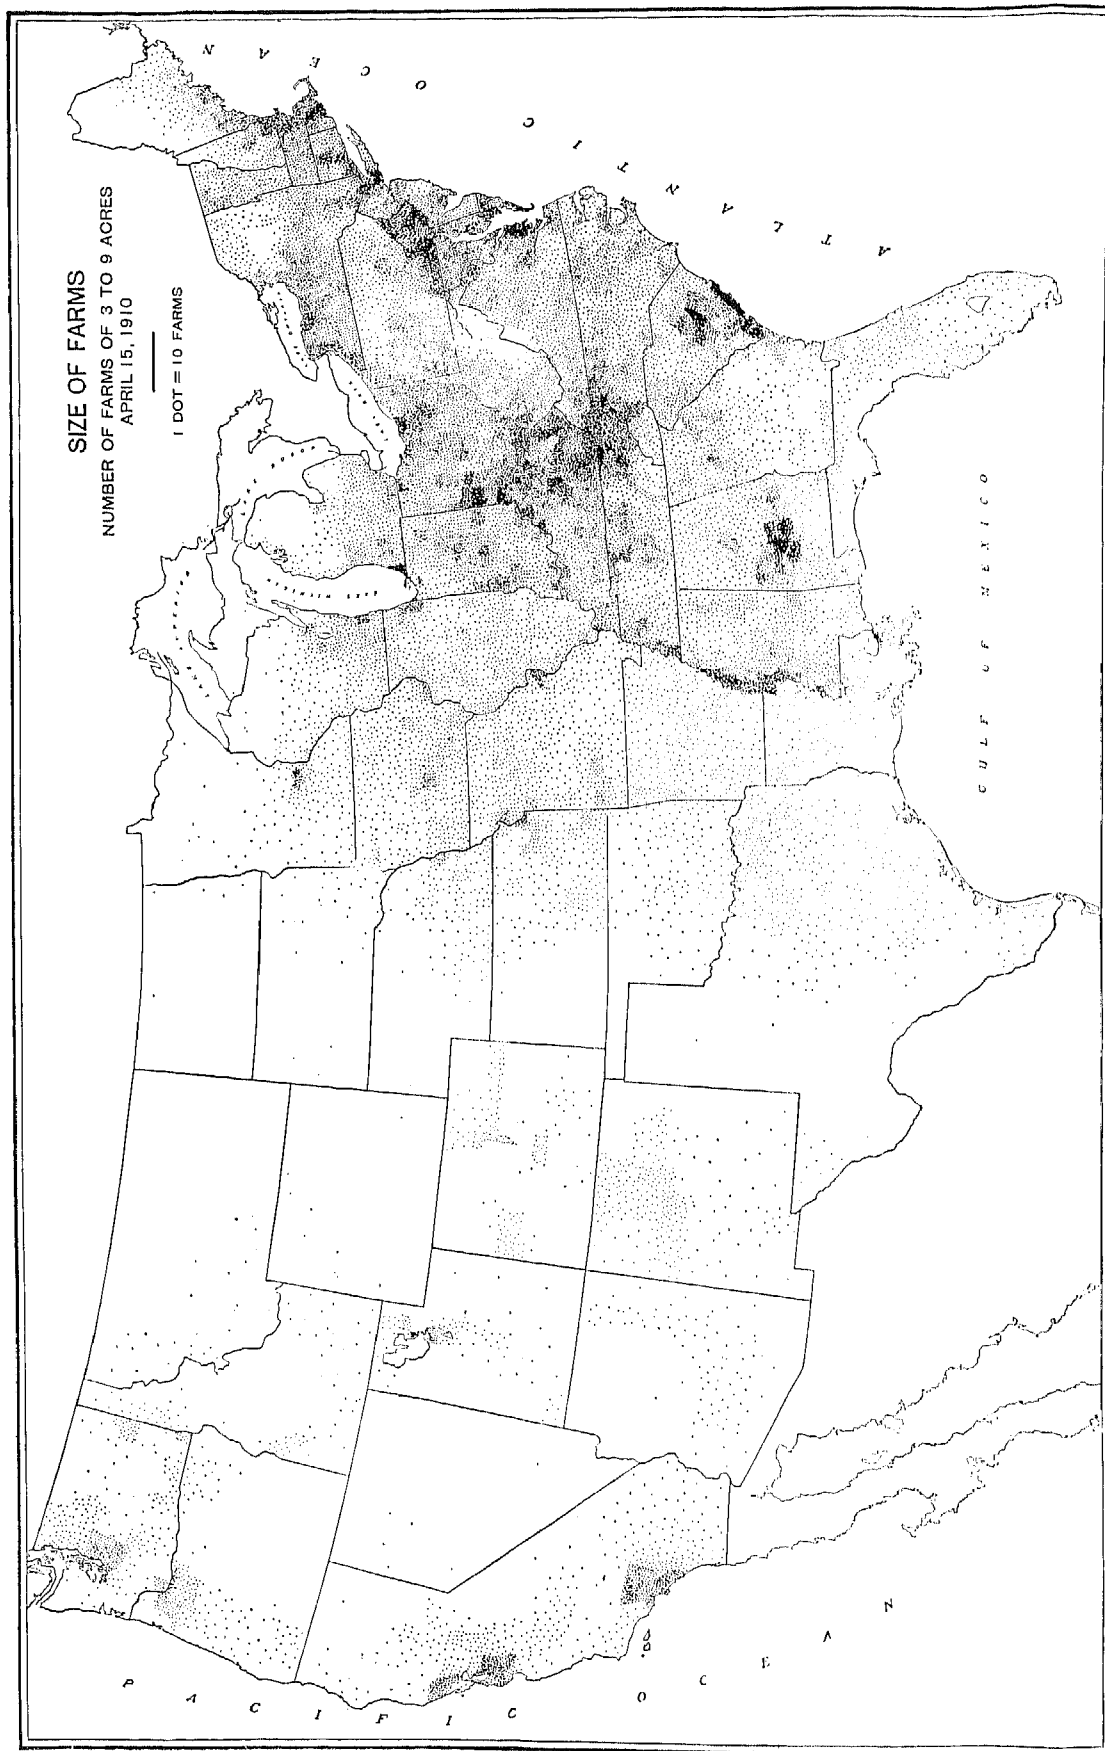 SIZE OF FARMS
NUMBER OF FARMS OF 3 TO 9 ACRES
APRIL 15, 1910
1 DOT = 10 FARMS
ATLANTIC OCEAN
GULF OF MEXICO
PACIFIC OCEAN